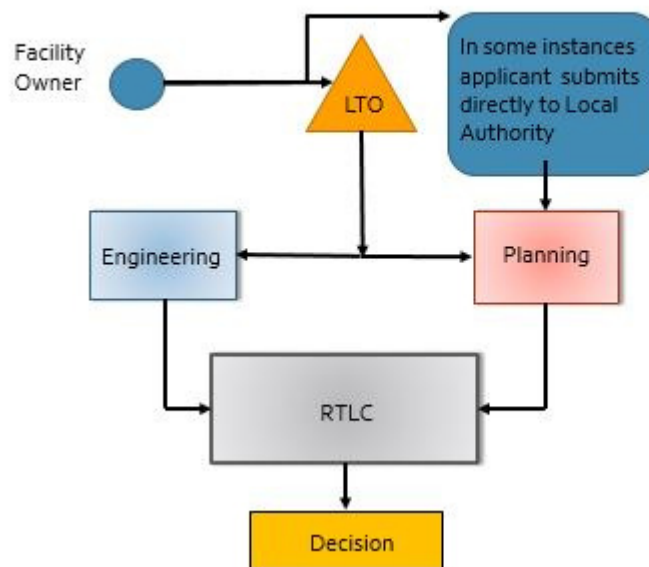 Facility
Owner
LTO
In some instances
applicant submits
directly to Local
Authority
Engineering
Planning
RTLC
Decision